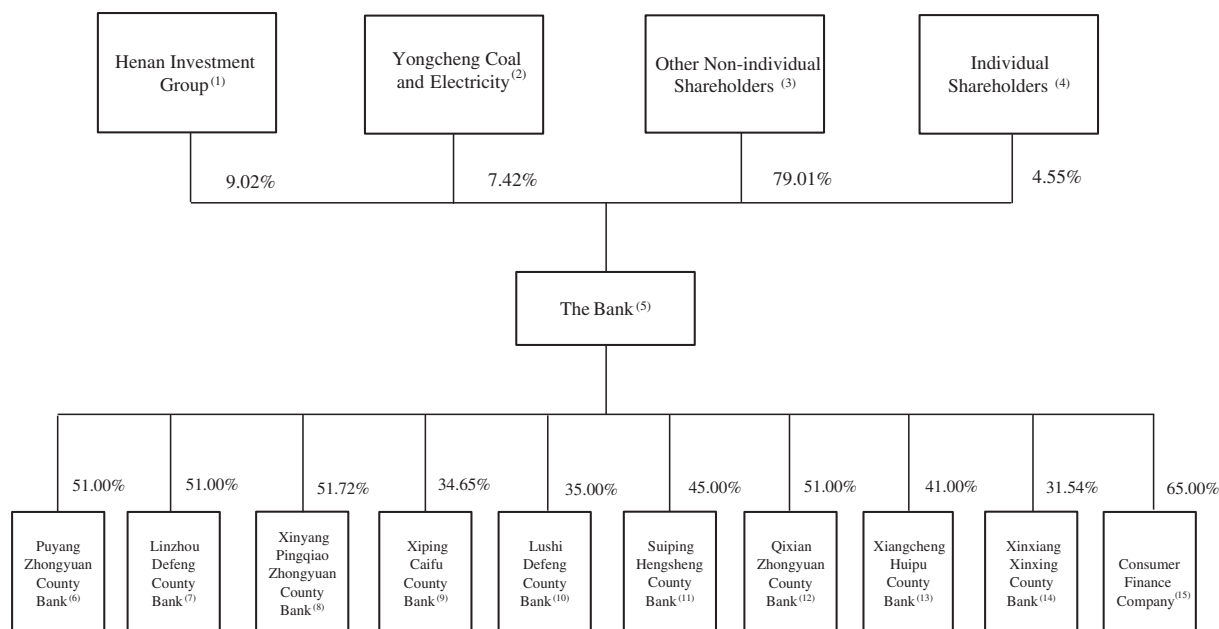 Henan Investment
Group(1)
Yongcheng Coal
and Electricity(2)
Other Non-individual
Shareholders (3)
Individual
Shareholders (4)
9.02%
7.42%
79.01%
4.55%
The Bank(5)
51.00%
51.00%
51.72%
34.65%
35.00%
45.00%
51.00%
41.00%
31.54%
65.00%
Puyang
Zhongyuan
County
Bank(6)
Linzhou
Defeng
County
Bank(7)
Xinyang
Pingqiao
Zhongyuan
County
Bank(8)
Xiping
Caifu
County
Bank(9)
Lushi
Defeng
County
Bank(10)
Suiping
Hengsheng
County
Bank(11)
Qixian
Zhongyuan
County
Bank(12)
Xiangcheng
Huipu
County
Bank(13)
Xinxiang
Xinxing
County
Bank(14)
Consumer
Finance
Company(15)